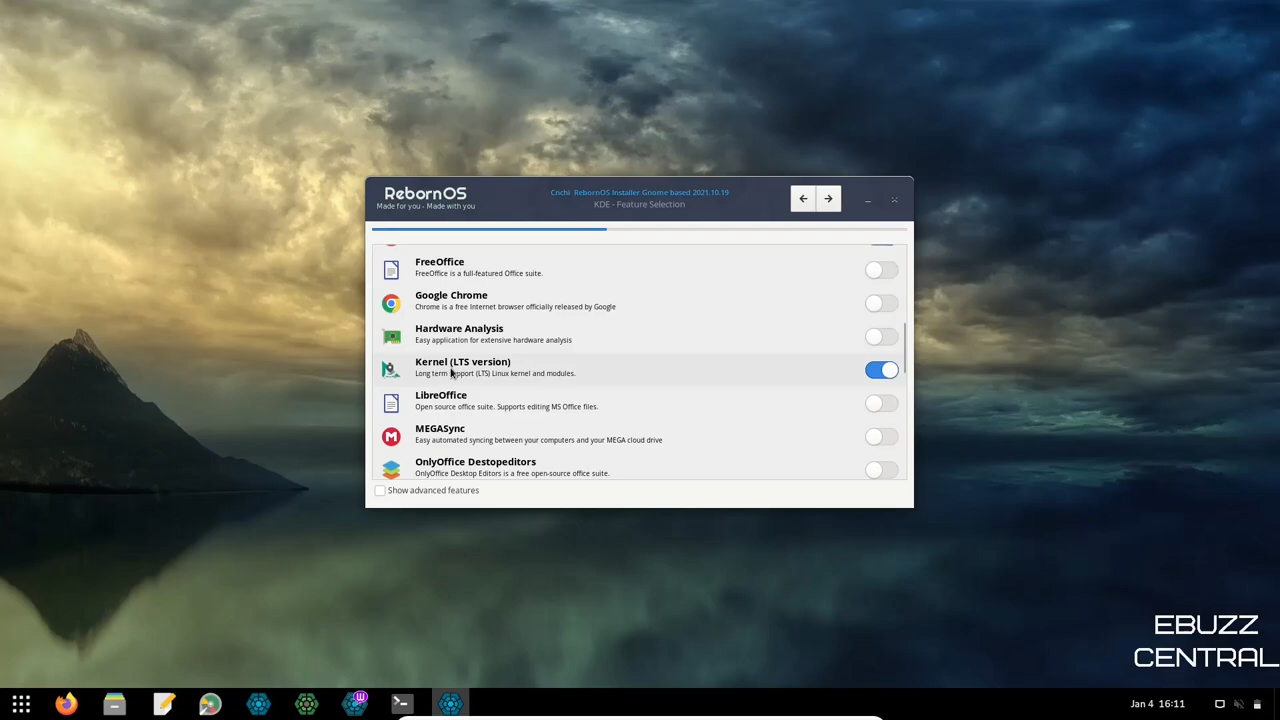 RebornOS
Made for you - Made with you
Cnchi- RebornOS Installer Gnome based 2021.10.19
KDE - Feature Selection
FreeOffice
FreeOffice is a full-featured Office suite.
Google Chrome
Chrome is a free Internet browser officially released by Google
Hardware Analysis
Easy application for extensive hardware analysis
Kernel (LTS version)
Long term support (LTS) Linux kernel and modules.
LibreOffice
Open source office suite. Supports editing MS Office files.
MEGASync
Easy automated syncing between your computers and your MEGA cloud drive
OnlyOffice Destopeditors
OnlyOffice Desktop Editors is a free open-source office suite.
Show advanced features
EBUZZ
CENTRAL
Jan 4 16:11